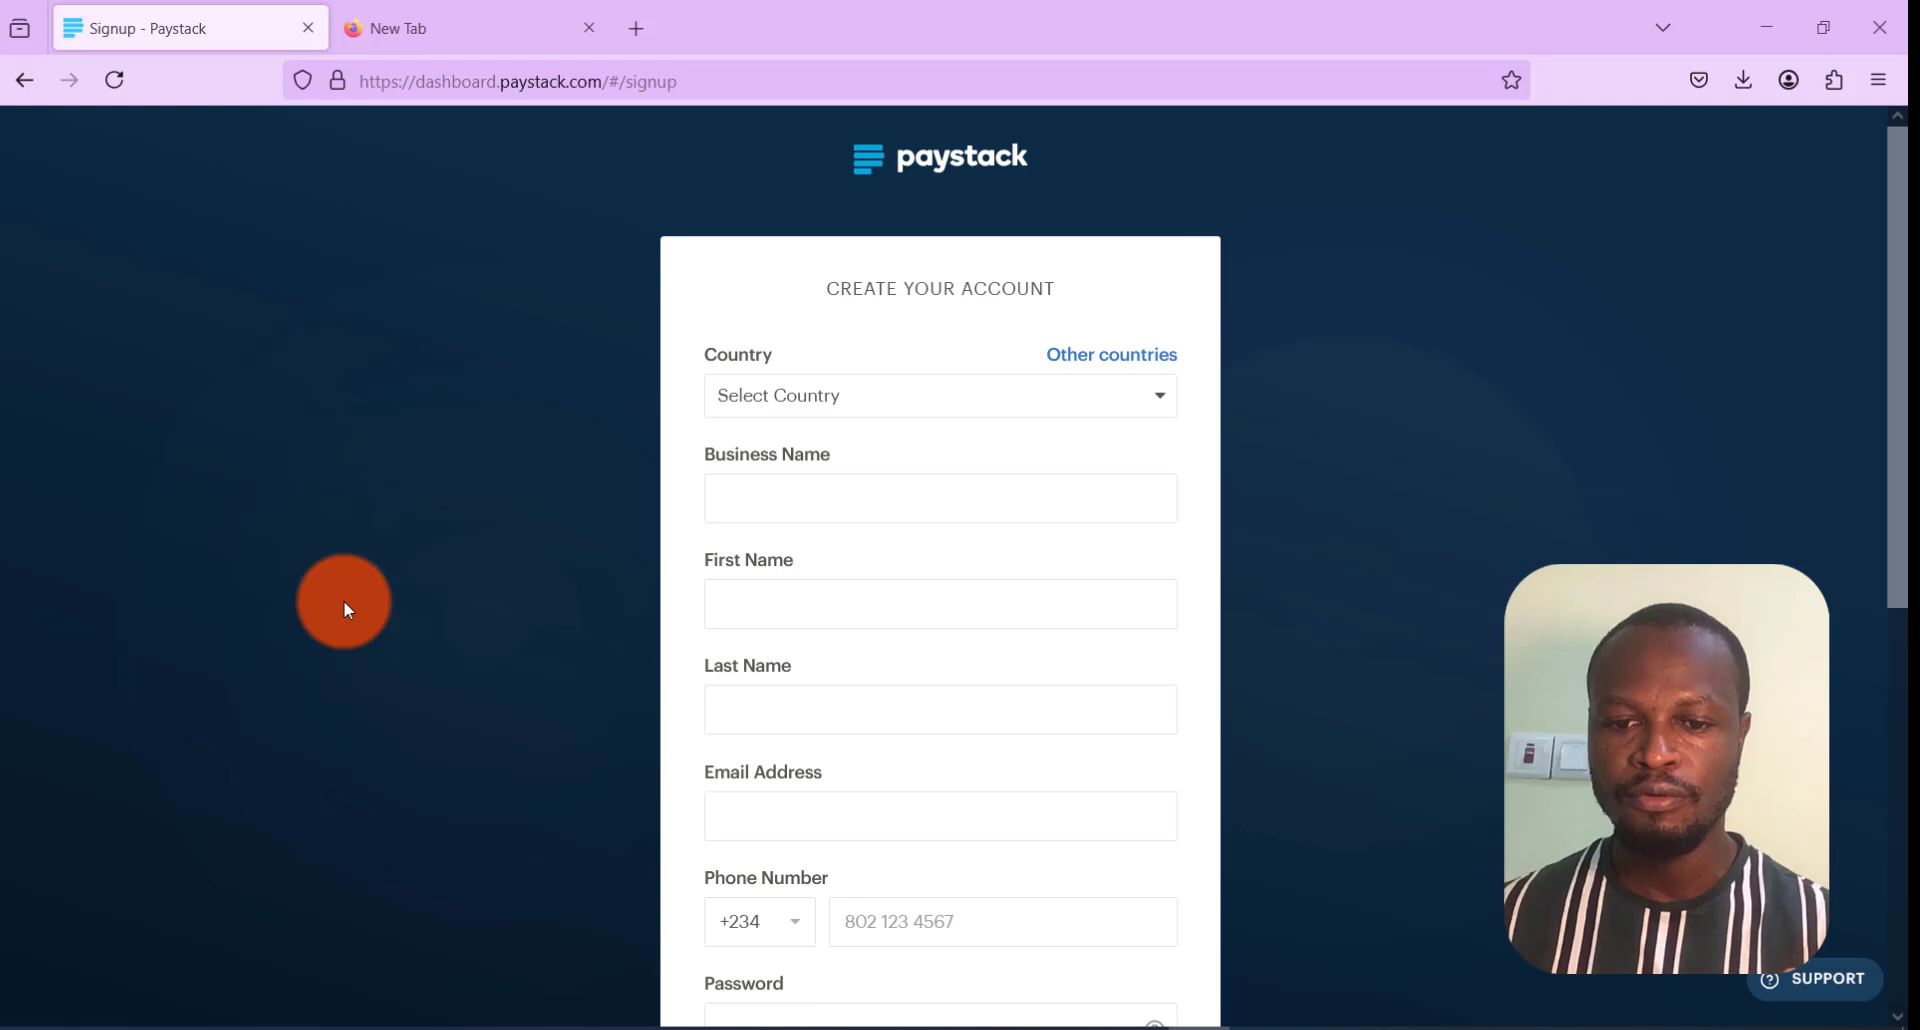 Signup - Paystack
New Tab
https://dashboard.paystack.com/#/signup
paystack
CREATE YOUR ACCOUNT
Country
Other countries
Select Country
Business Name
First Name
Last Name
Email Address
Phone Number
+234
802 123 4567
Password
SUPPORT